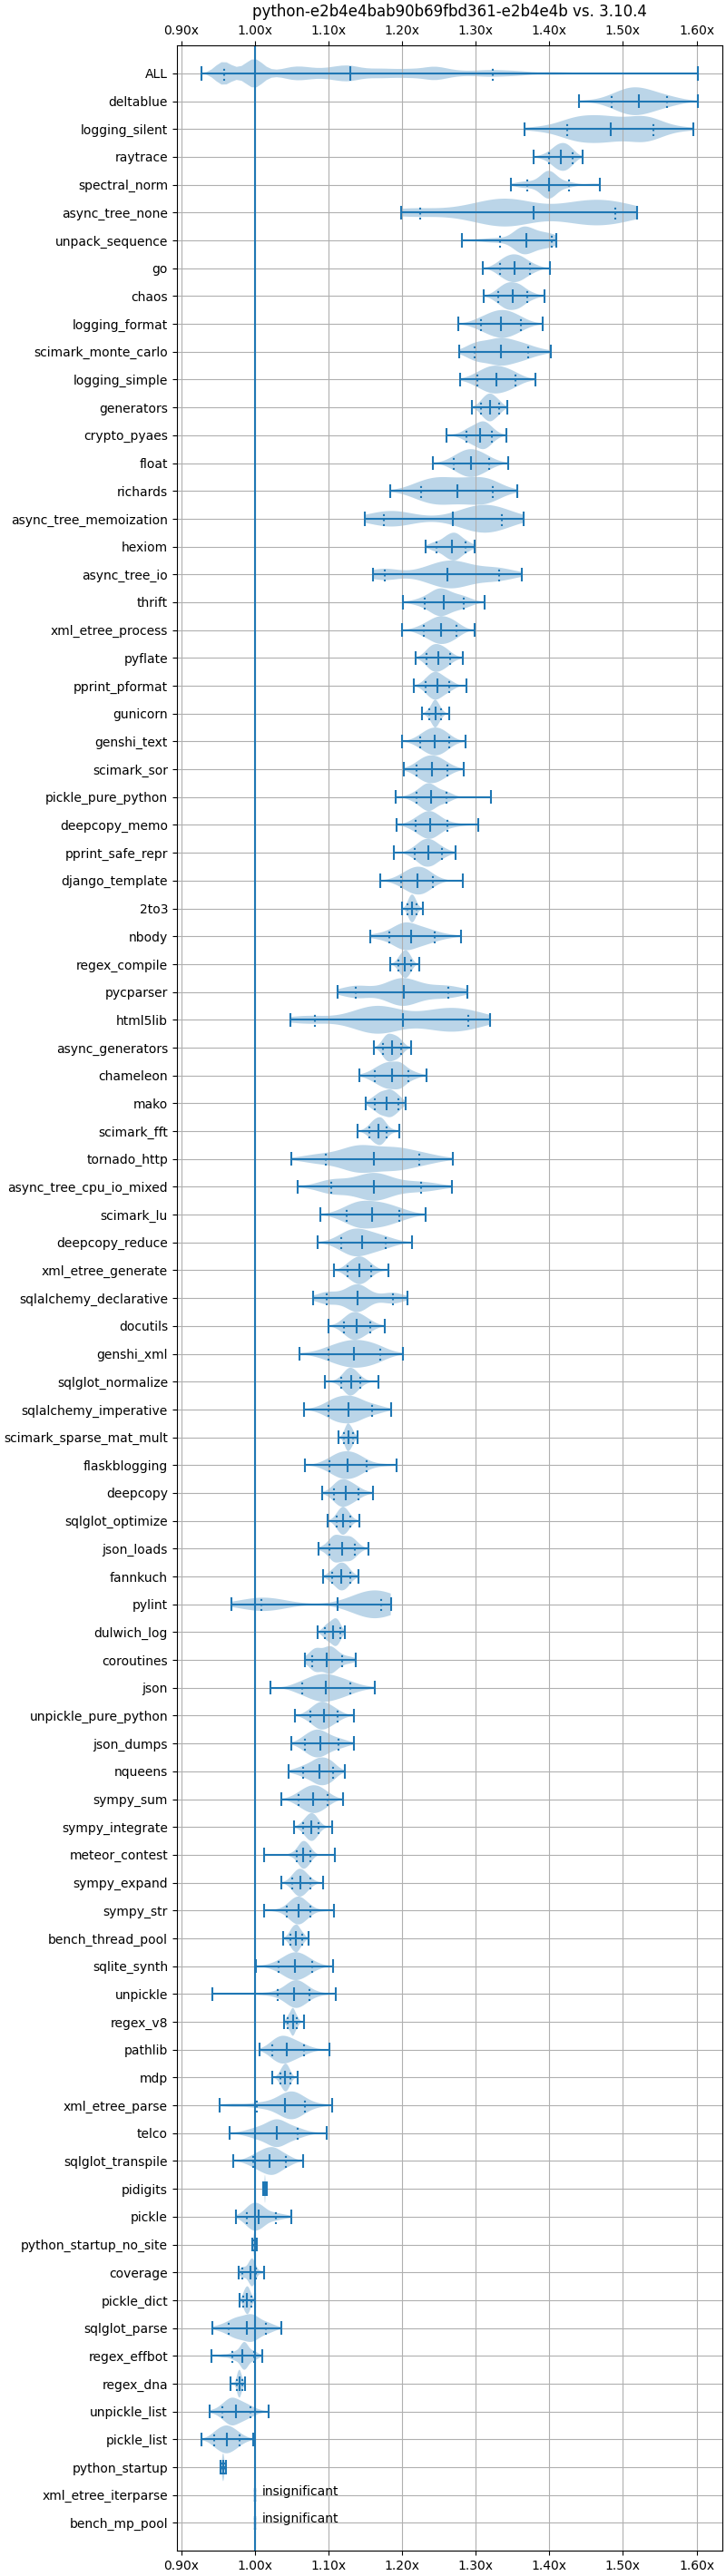 python-e2b4e4bab90b69fbd361-e2b4e4b vs. 3.10.4
0.90x 1.00x 1.10x 1.20x 1.30x 1.40x 1.50x 1.60x
ALL
deltablue
logging_silent
raytrace
spectral_norm
async_tree_none
unpack_sequence
go
chaos
logging_format
scimark_monte_carlo
logging_simple
generators
crypto_pyaes
float
richards
async_tree_memoization
hexiom
async_tree_io
thrift
xml_etree_process
pyflate
pprint_pformat
gunicorn
genshi_text
scimark_sor
pickle_pure_python
deepcopy_memo
pprint_safe_repr
django_template
2to3
nbody
regex_compile
pycparser
html5lib
async_generators
chameleon
mako
scimark_fft
tornado_http
async_tree_cpu_io_mixed
scimark_lu
deepcopy_reduce
xml_etree_generate
sqlalchemy_declarative
docutils
genshi_xml
sqlglot_normalize
sqlalchemy_imperative
scimark_sparse_mat_mult
flaskblogging
deepcopy
sqlglot_optimize
json_loads
fannkuch
pylint
dulwich_log
coroutines
json
unpickle_pure_python
json_dumps
nqueens
sympy_sum
sympy_integrate
meteor_contest
sympy_expand
sympy_str
bench_thread_pool
sqlite_synth
unpickle
regex_v8
pathlib
mdp
xml_etree_parse
telco
sqlglot_transpile
pidigits
pickle
python_startup_no_site
coverage
pickle_dict
sqlglot_parse
regex_effbot
regex_dna
unpickle_list
pickle_list
python_startup
xml_etree_iterparse insignificant
bench_mp_pool insignificant
0.90x 1.00x 1.10x 1.20x 1.30x 1.40x 1.50x 1.60x